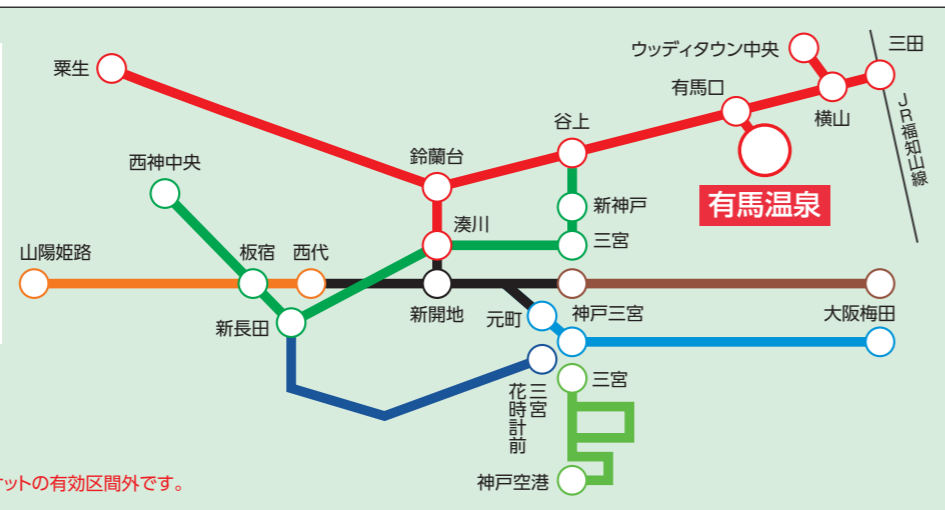 ウッディタウン中央
三田
粟生
有馬口
JR福知山線
横山
谷上
鈴蘭台
西神中央
新神戸
有馬温泉
湊川
三宮
山陽姫路
板宿
西代
新長田
新開地
元町
神戸三宮
大阪梅田
三宮
三宮
花時計前
神戸空港
ットの有効区間外です。